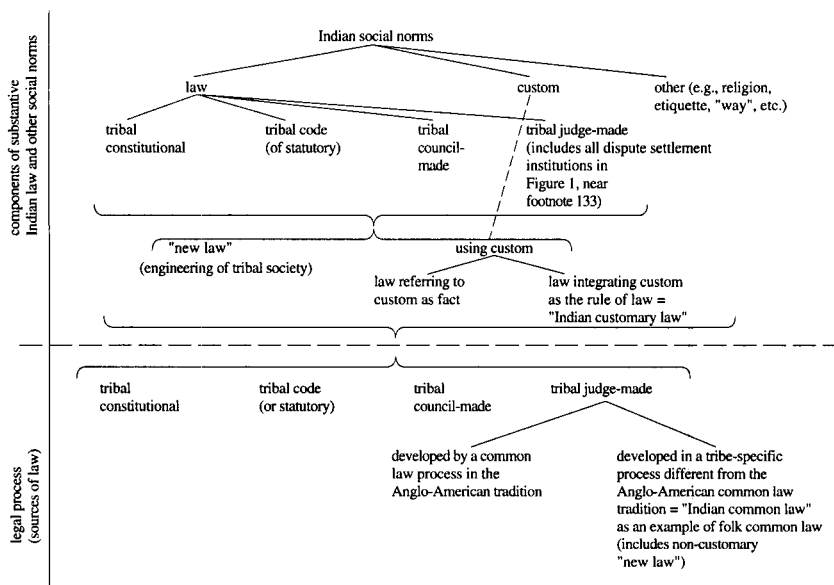 components of substantive
Indian law and other social norms
Indian social norms
law
custom
other (e.g., religion,
etiquette, "way", etc.)
tribal
constitutional
tribal code
(of statutory)
tribal
council-
made
tribal judge-made
(includes all dispute settlement
institutions in
Figure 1, near
footnote 133)
"new law"
(engineering of tribal society)
using custom
law referring to
custom as fact
law integrating custom
as the rule of law =
"Indian customary law"
legal process
(sources of law)
tribal
constitutional
tribal code
(or statutory)
tribal
council-made
tribal judge-made
developed by a common
law process in the
Anglo-American tradition
developed in a tribe-specific
process different from the
Anglo-American common law
tradition = "Indian common law"
as an example of folk common law
(includes non-customary
"new law")